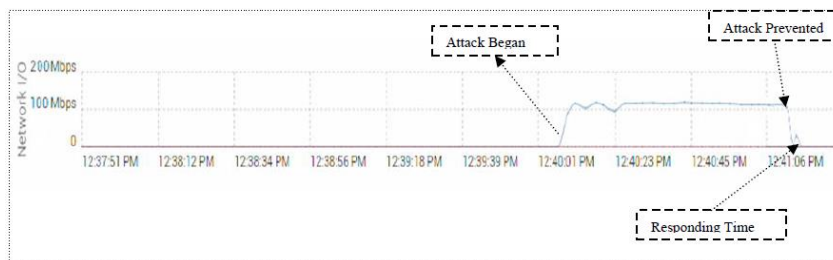 Attack Prevented
Attack Began
Network I/O
200Mbps
100Mbps
0
12:37:51 PM 12:38:12 PM 12:38:34 PM 12:38:56 PM 12:39:18 PM 12:39:39 PM 12:40:01 PM 12:40:23 PM 12:40:45 PM 12:41:06 PM
Responding Time